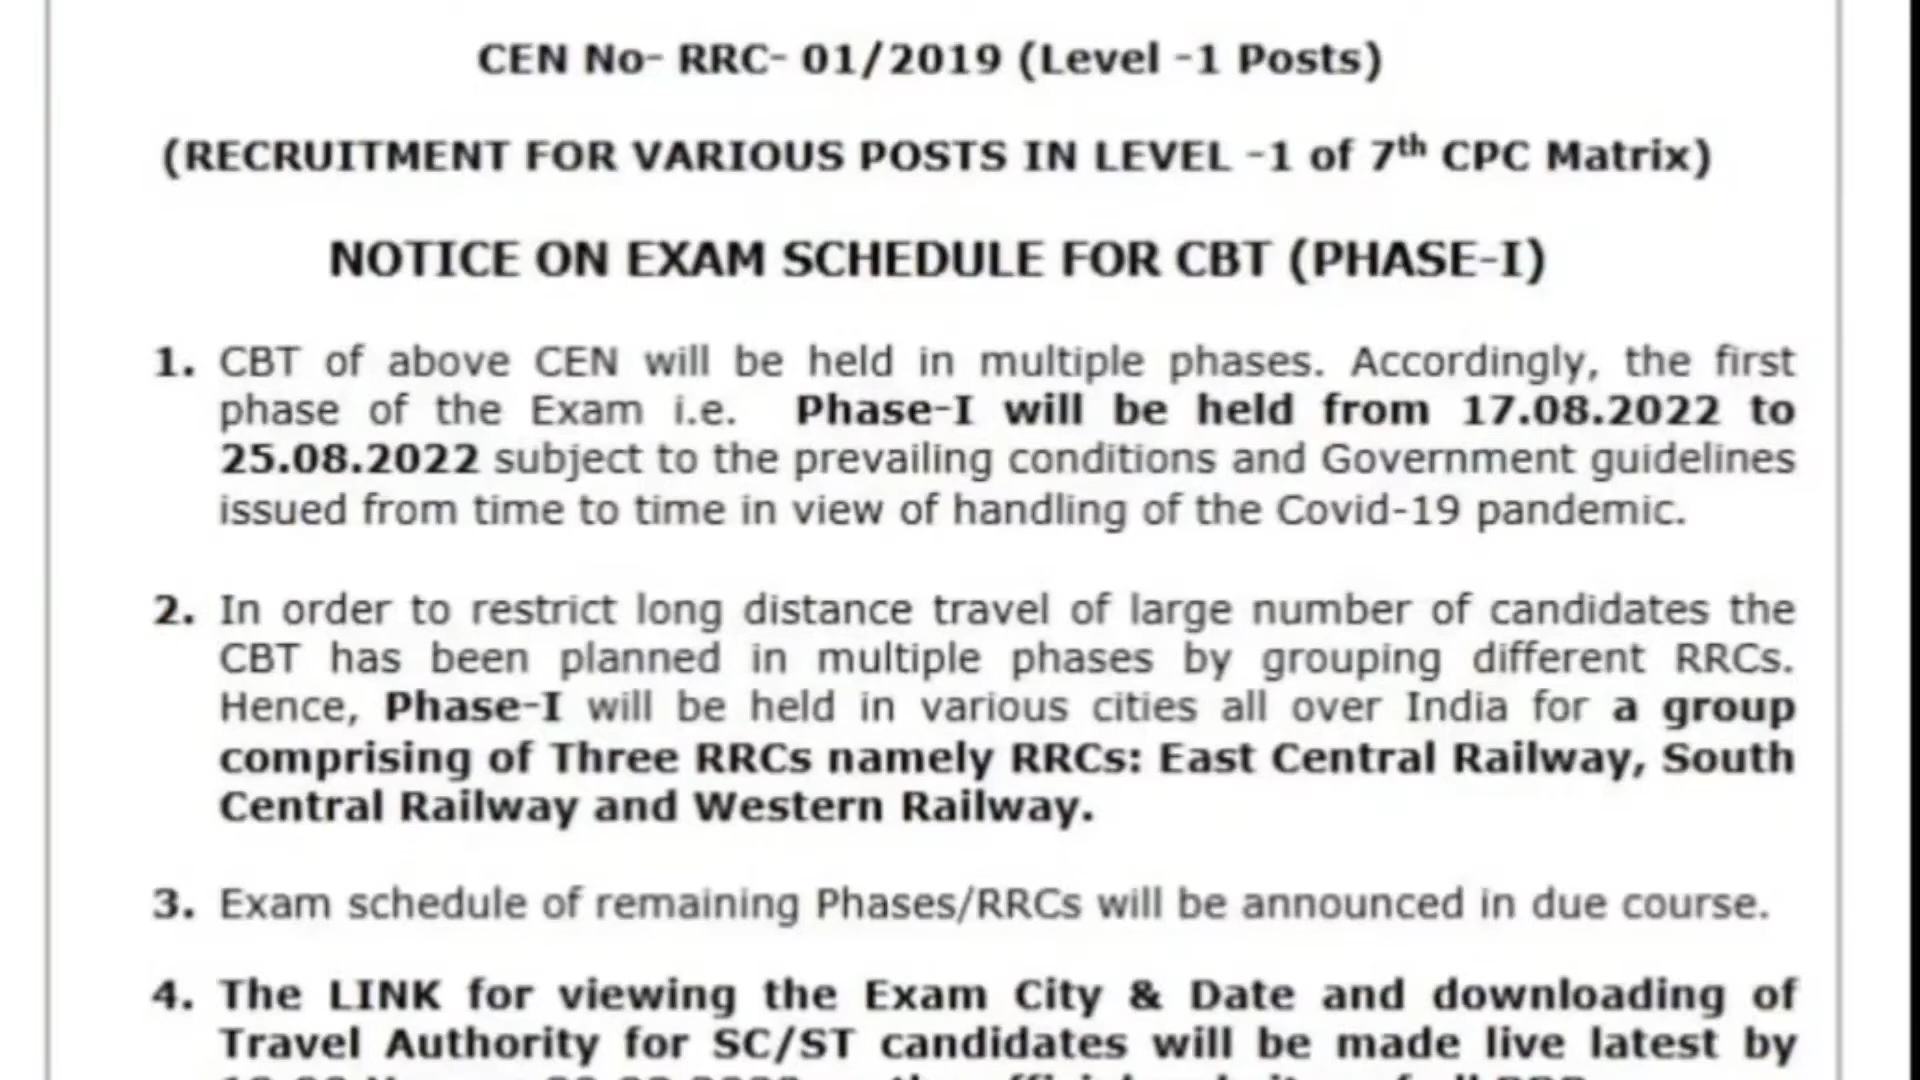 CEN No- RRC- 01/2019 (Level -1 Posts)
(RECRUITMENT FOR VARIOUS POSTS IN LEVEL -1 of 7th CPC Matrix)
NOTICE ON EXAM SCHEDULE FOR CBT (PHASE-I)
1. CBT of above CEN will be held in multiple phases. Accordingly, the first
phase of the Exam i.e. Phase-I will be held from 17.08.2022 to
25.08.2022 subject to the prevailing conditions and Government guidelines
issued from time to time in view of handling of the Covid-19 pandemic.
2. In order to restrict long distance travel of large number of candidates the
CBT has been planned in multiple phases by grouping different RRCs.
Hence, Phase-I will be held in various cities all over India for a group
comprising of Three RRCs namely RRCs: East Central Railway, South
Central Railway and Western Railway.
3. Exam schedule of remaining Phases/RRCs will be announced in due course.
4. The LINK for viewing the Exam City & Date and downloading of
Travel Authority for SC/ST candidates will be made live latest by